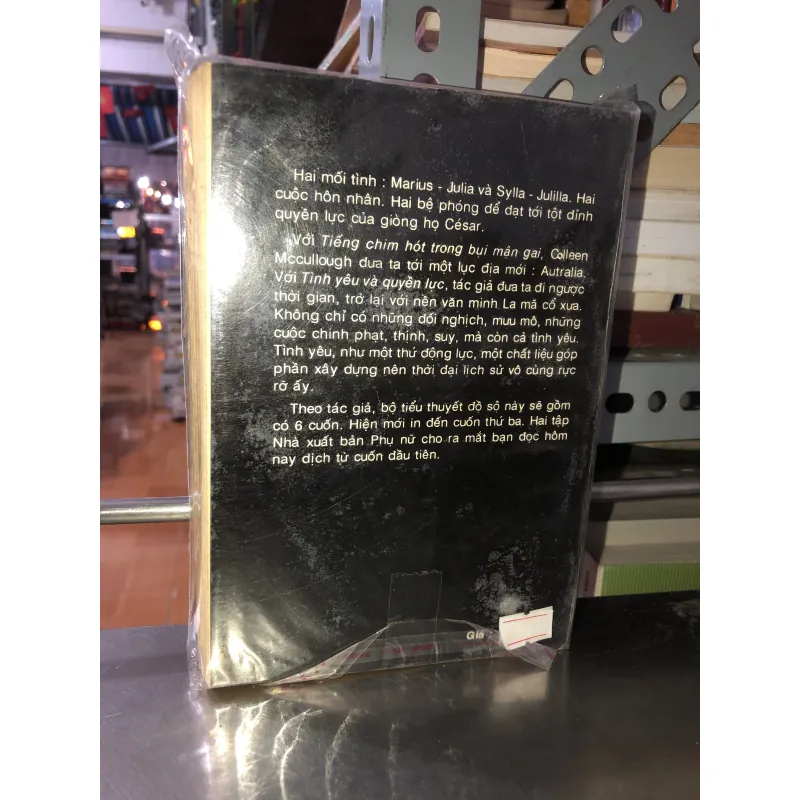 Hai mối tình : Marius - Julia và Sylla - Julilla. Hai
cuộc hôn nhân. Hai bệ phóng để đạt tới tột đỉnh
quyền lực của giòng họ César.
Với Tiếng chim hót trong bụi mận gai, Colleen
Mccullough đưa ta tới một lục địa mới : Autralia.
Với Tình yêu và quyền lực, tác giả đưa ta đi ngược
thời gian, trở lại với nền văn minh La mã cổ xưa.
Không chỉ có những đối nghịch, mưu mô, những
cuộc chinh phạt, thịnh, suy, mà còn cả tình yêu.
Tình yêu, như một thứ động lực, một chất liệu góp
phần xây dựng nên thời đại lịch sử vô cùng rực
rỡ ấy.
Theo tác giả, bộ tiểu thuyết đồ sộ này sẽ gồm
có 6 cuốn. Hiện mới in đến cuốn thứ ba. Hai tập
Nhà xuất bản Phụ nữ cho ra mắt bạn đọc hôm
nay dịch từ cuốn đầu tiên.
Giá